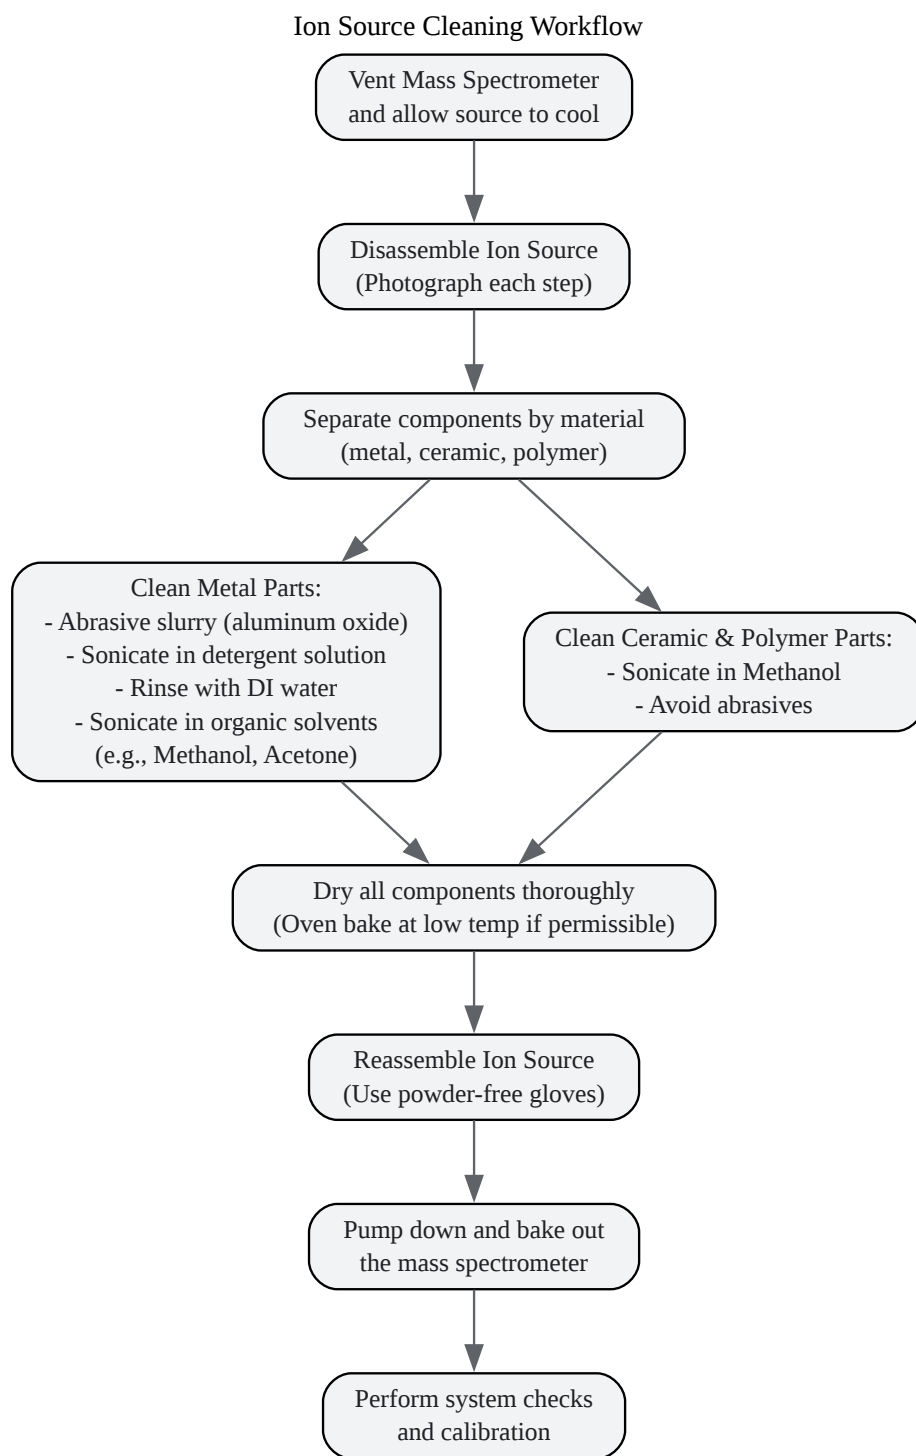 Ion Source Cleaning Workflow
Vent Mass Spectrometer
and allow source to cool
Disassemble Ion Source
(Photograph each step)
Separate components by material
(metal, ceramic, polymer)
Clean Metal Parts:
- Abrasive slurry (aluminum oxide)
- Sonicate in detergent solution
- Rinse with DI water
- Sonicate in organic solvents
(e.g., Methanol, Acetone)
Clean Ceramic & Polymer Parts:
- Sonicate in Methanol
- Avoid abrasives
Dry all components thoroughly
(Oven bake at low temp if permissible)
Reassemble Ion Source
(Use powder-free gloves)
Pump down and bake out
the mass spectrometer
Perform system checks
and calibration